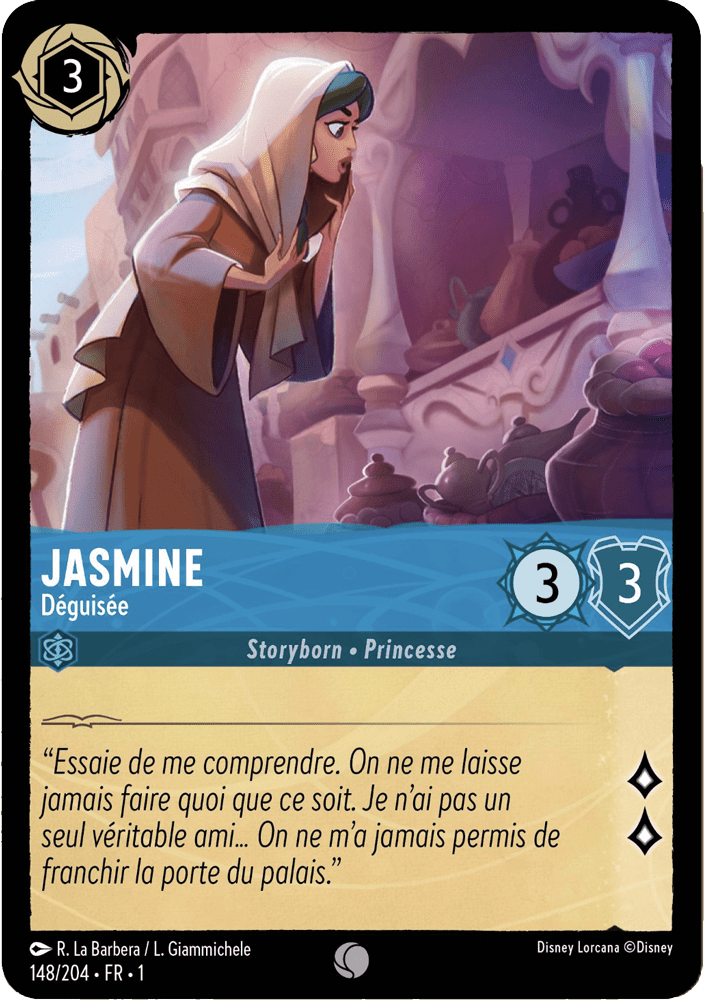 3
JASMINE
Déguisée
3
3
Storyborn • Princesse
“Essaie de me comprendre. On ne me laisse
jamais faire quoi que ce soit. Je n’ai pas un
seul véritable ami... On ne m’a jamais permis de
franchir la porte du palais.”
R. La Barbera / L. Giammichele
Disney Lorcana ©Disney
148/204 • FR • 1